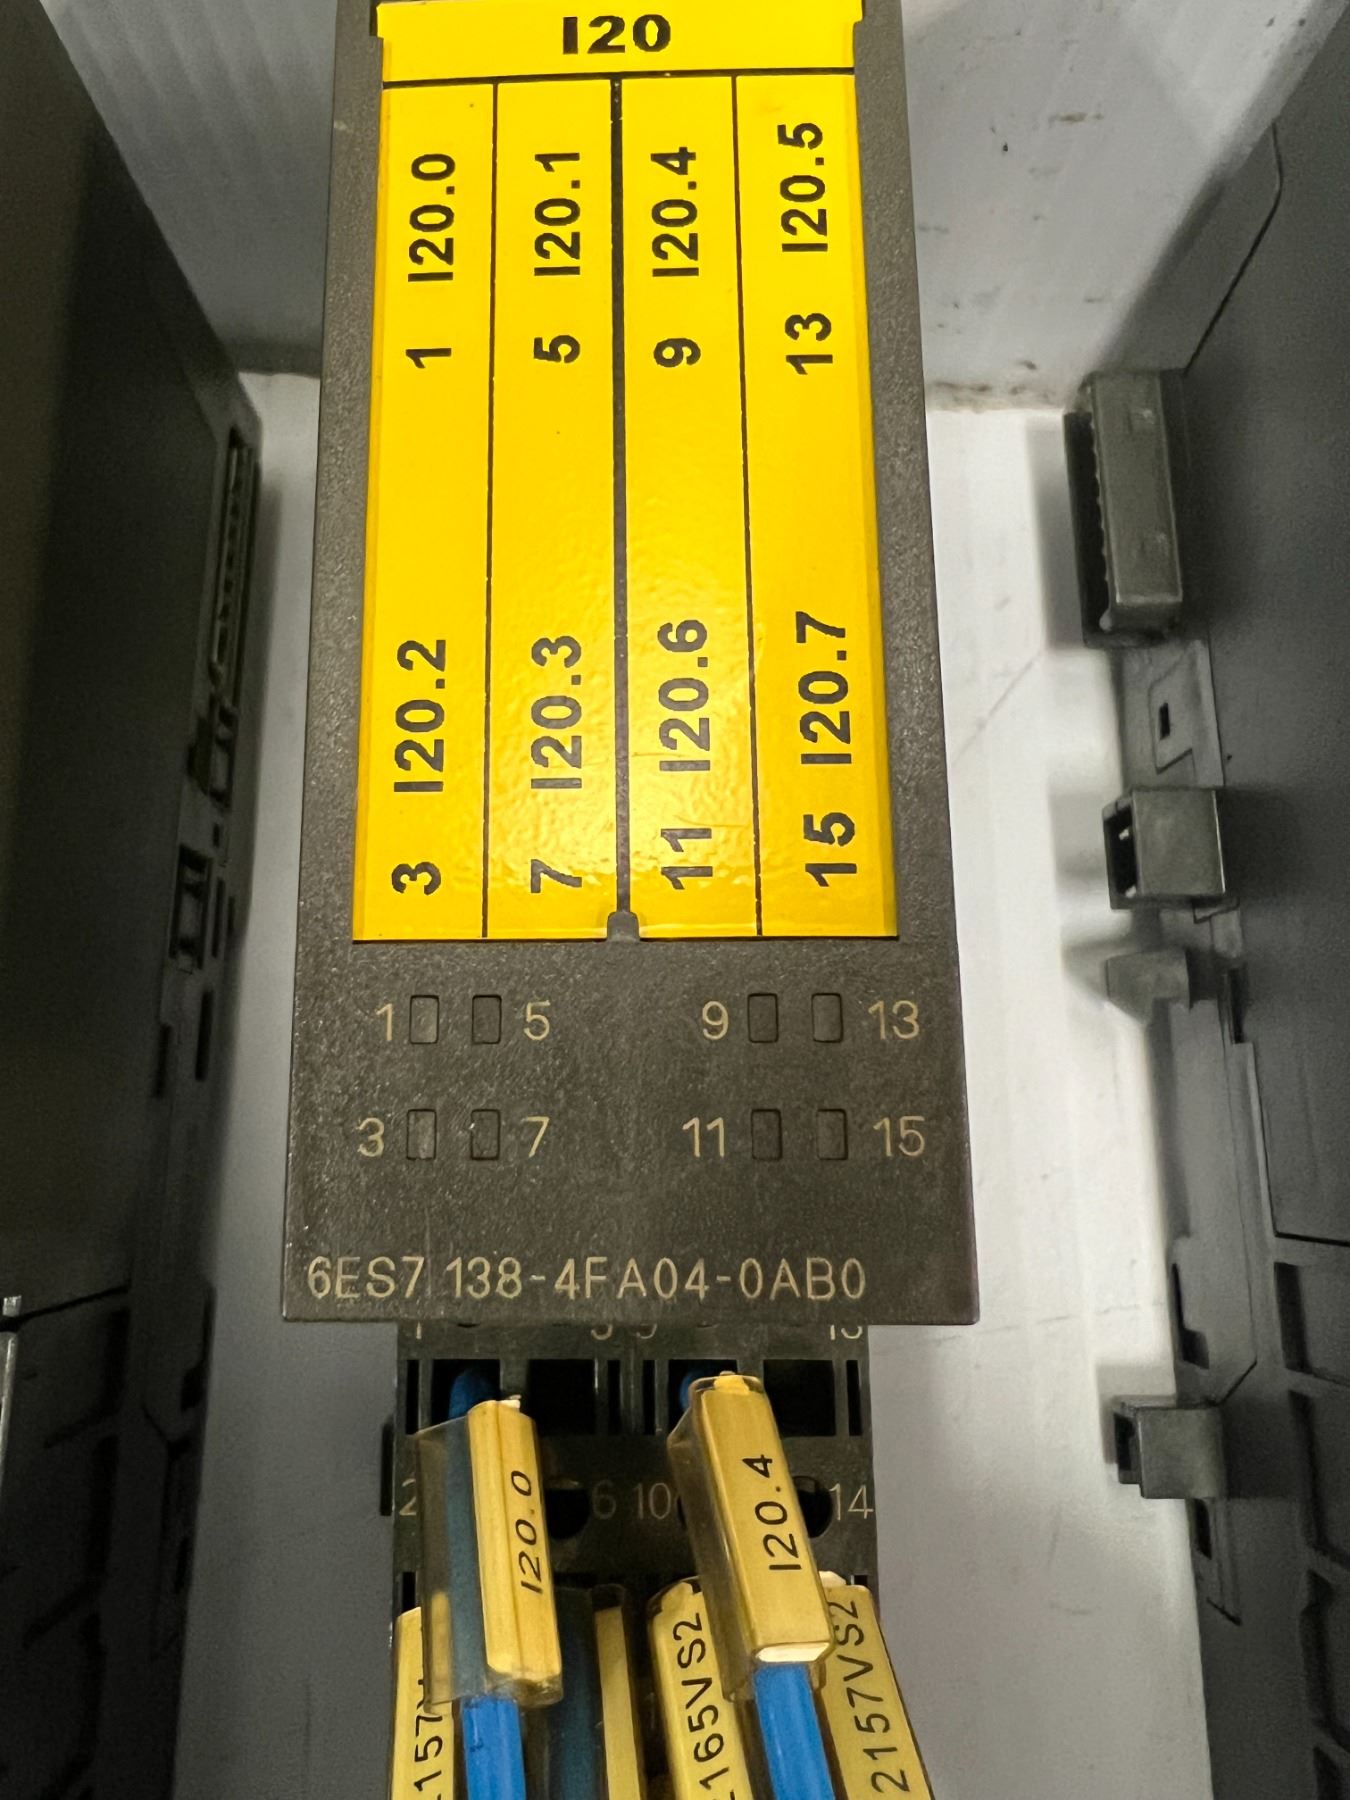 I20
1 I20.0
5 I20.1
9 I20.4
13 I20.5
3 I20.2
7 I20.3
11 I20.6
15 I20.7
1 5 9 13
3 7 11 15
6ES7 138-4FA04-0AB0
2 6 10 14
I20.0
I20.4
165VS2
2157VS2